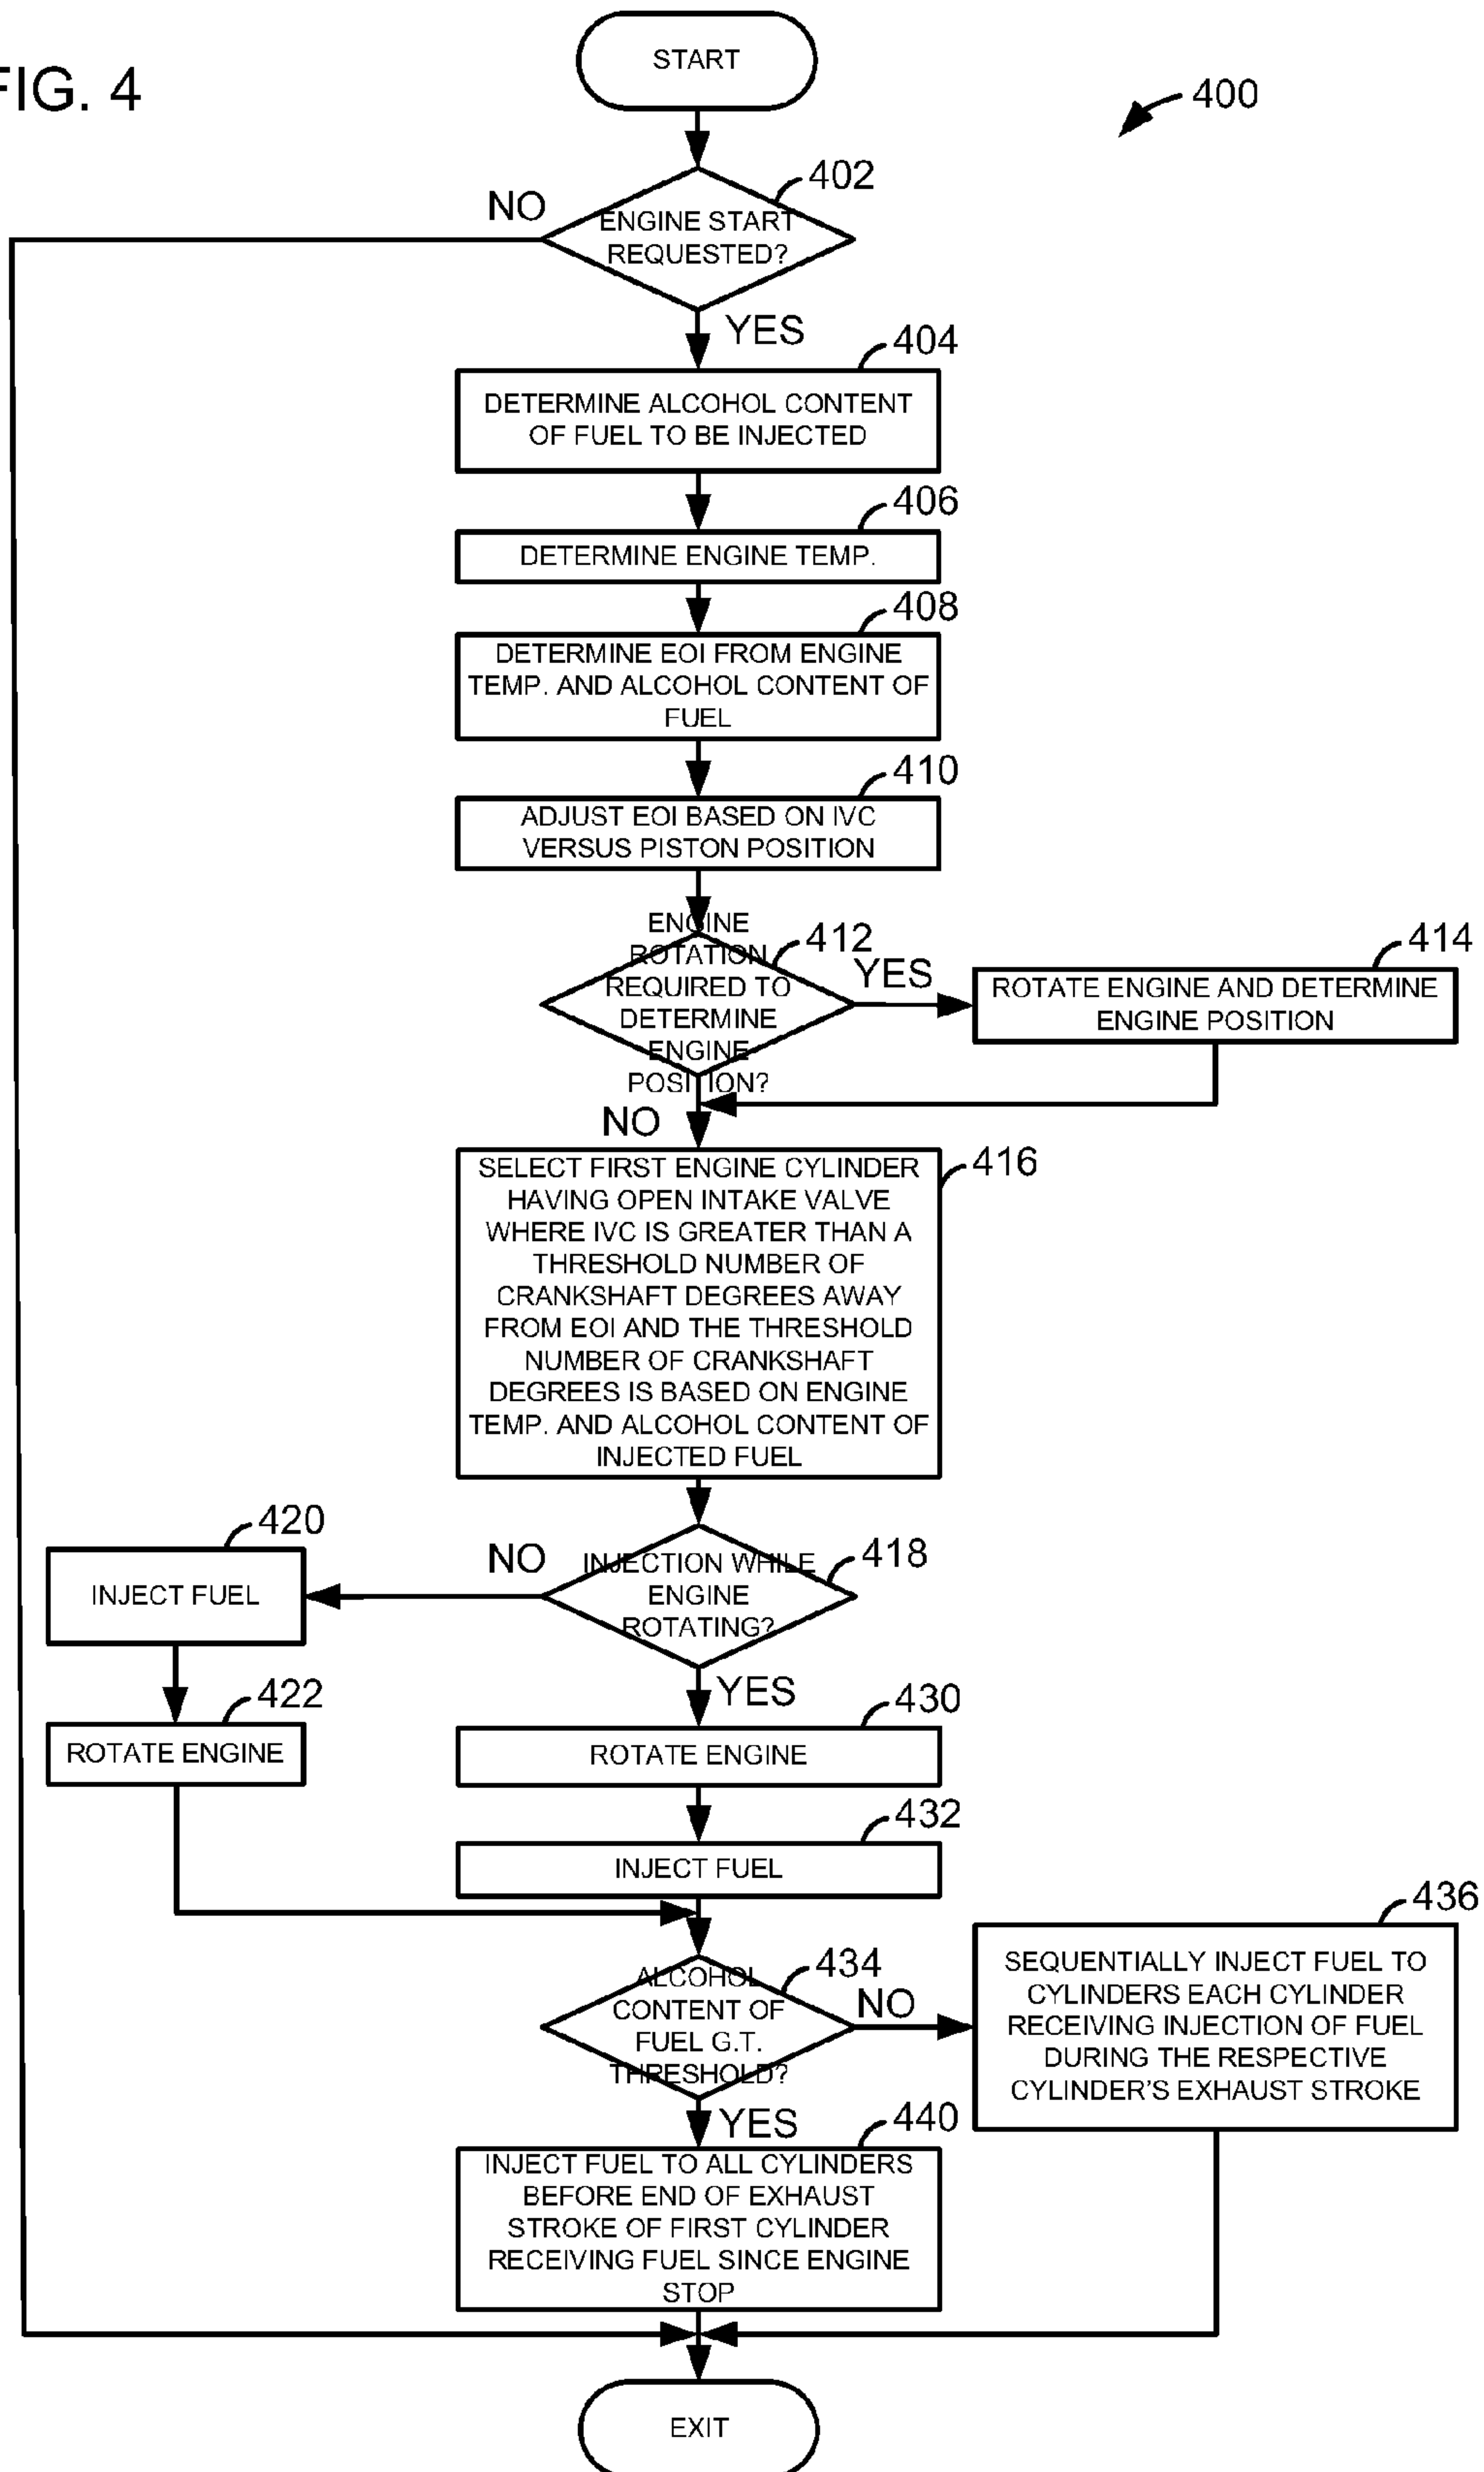 FIG. 4
START
400
402
NO
ENGINE START
REQUESTED?
YES
404
DETERMINE ALCOHOL CONTENT
OF FUEL TO BE INJECTED
406
DETERMINE ENGINE TEMP.
408
DETERMINE EOI FROM ENGINE
TEMP. AND ALCOHOL CONTENT OF
FUEL
410
ADJUST EOI BASED ON IVC
VERSUS PISTON POSITION
412
ENGINE
ROTATION
REQUIRED TO
DETERMINE
ENGINE
POSITION?
YES
414
ROTATE ENGINE AND DETERMINE
ENGINE POSITION
NO
416
SELECT FIRST ENGINE CYLINDER
HAVING OPEN INTAKE VALVE
WHERE IVC IS GREATER THAN A
THRESHOLD NUMBER OF
CRANKSHAFT DEGREES AWAY
FROM EOI AND THE THRESHOLD
NUMBER OF CRANKSHAFT
DEGREES IS BASED ON ENGINE
TEMP. AND ALCOHOL CONTENT OF
INJECTED FUEL
418
INJECTION WHILE
ENGINE
ROTATING?
NO
420
INJECT FUEL
422
ROTATE ENGINE
YES
430
ROTATE ENGINE
432
INJECT FUEL
434
ALCOHOL
CONTENT OF
FUEL G.T.
THRESHOLD?
NO
436
SEQUENTIALLY INJECT FUEL TO
CYLINDERS EACH CYLINDER
RECEIVING INJECTION OF FUEL
DURING THE RESPECTIVE
CYLINDER'S EXHAUST STROKE
YES
440
INJECT FUEL TO ALL CYLINDERS
BEFORE END OF EXHAUST
STROKE OF FIRST CYLINDER
RECEIVING FUEL SINCE ENGINE
STOP
EXIT